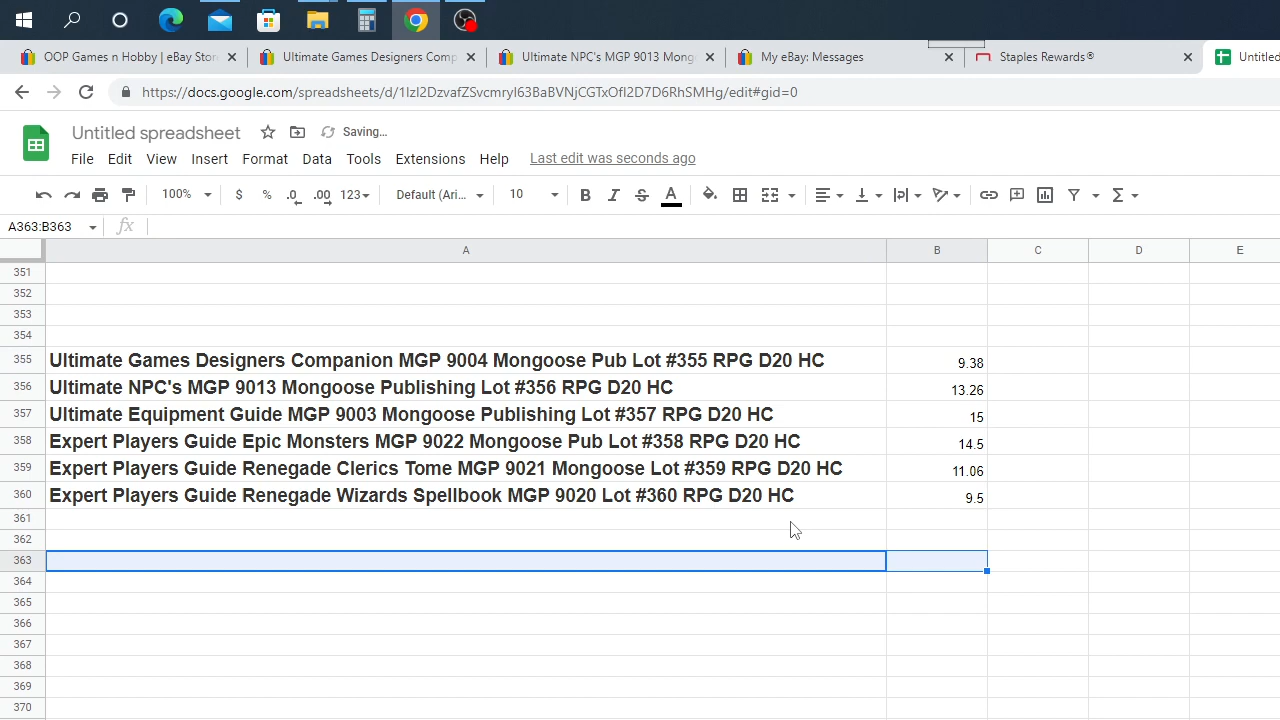 OOP Games n Hobby | eBay Stor
Ultimate Games Designers Comp
Ultimate NPC's MGP 9013 Mong
My eBay: Messages
Staples Rewards®
Untitled
https://docs.google.com/spreadsheets/d/1IzI2DzvafZSvcmryI63BaBVNjCGTxOfI2D7D6RhSMHg/edit#gid=0
Untitled spreadsheet Saving...
File Edit View Insert Format Data Tools Extensions Help Last edit was seconds ago
100% $ % .0 .00 123 Default (Ari... 10 B I S A
A363:B363 fx
A B C D E
351
352
353
354
355 Ultimate Games Designers Companion MGP 9004 Mongoose Pub Lot #355 RPG D20 HC 9.38
356 Ultimate NPC's MGP 9013 Mongoose Publishing Lot #356 RPG D20 HC 13.26
357 Ultimate Equipment Guide MGP 9003 Mongoose Publishing Lot #357 RPG D20 HC 15
358 Expert Players Guide Epic Monsters MGP 9022 Mongoose Pub Lot #358 RPG D20 HC 14.5
359 Expert Players Guide Renegade Clerics Tome MGP 9021 Mongoose Lot #359 RPG D20 HC 11.06
360 Expert Players Guide Renegade Wizards Spellbook MGP 9020 Lot #360 RPG D20 HC 9.5
361
362
363
364
365
366
367
368
369
370